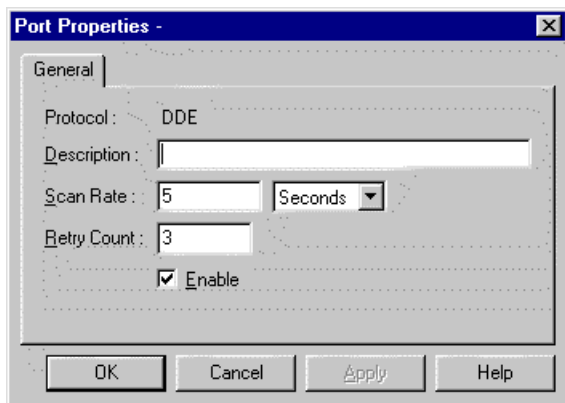 Port Properties -
General
Protocol : DDE
Description :
Scan Rate : 5 Seconds
Retry Count : 3
Enable
OK Cancel Apply Help